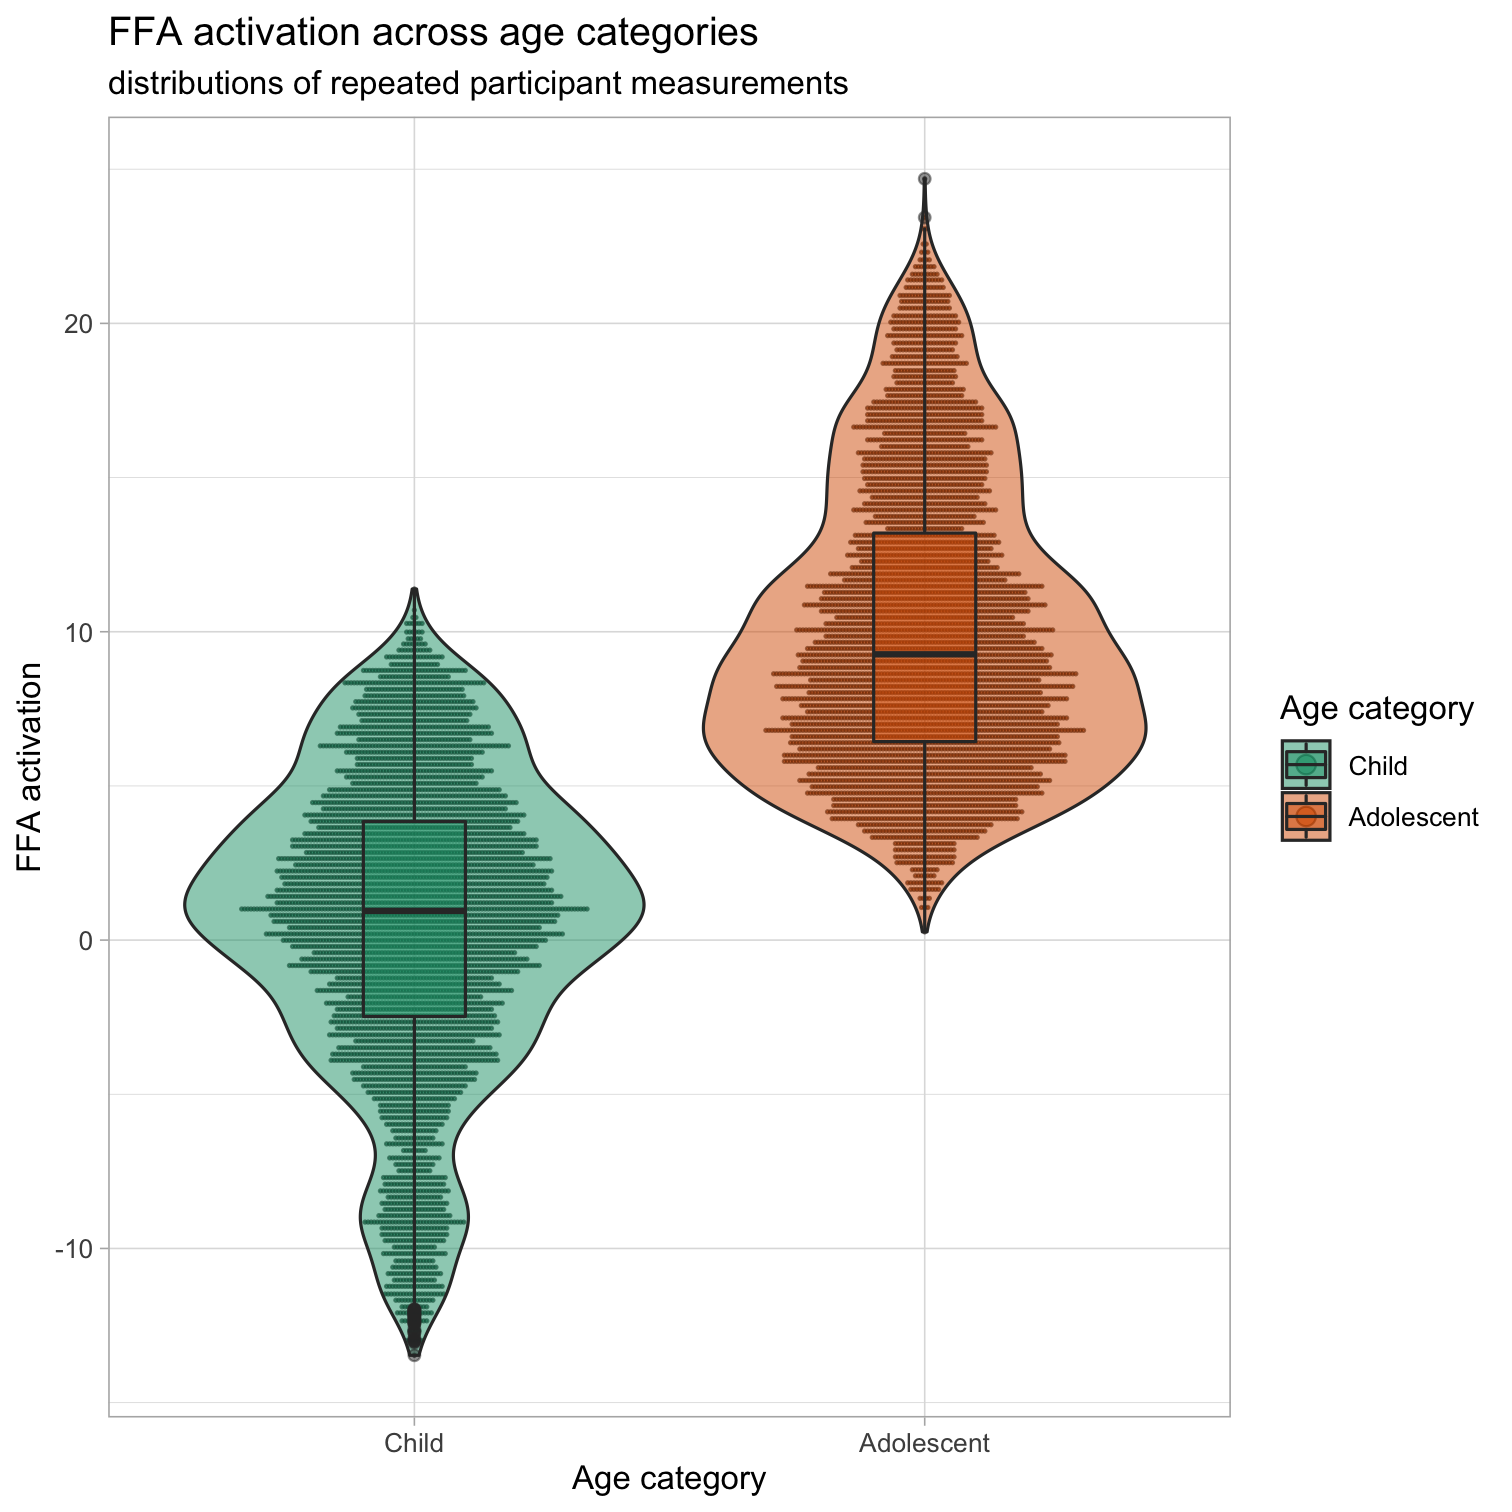 FFA activation across age categories
distributions of repeated participant measurements
FFA activation
20
10
0
-10
Child
Adolescent
Age category
Age category
Child
Adolescent